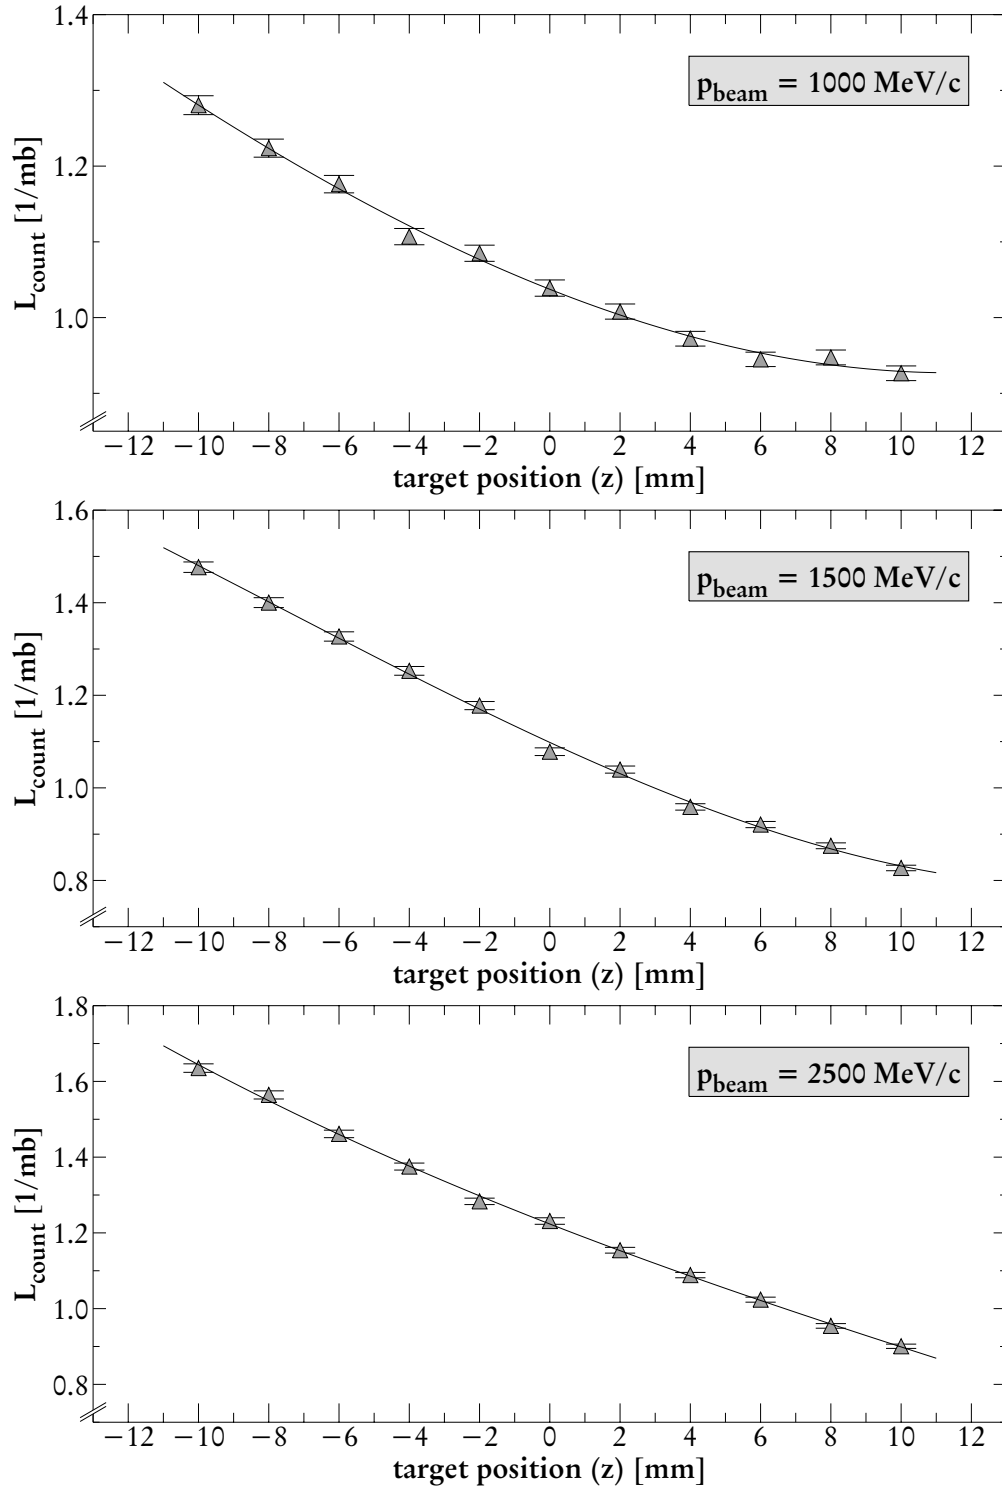 1.4
p_beam = 1000 MeV/c
1.2
L_count [1/mb]
1.0
−12 −10 −8 −6 −4 −2 0 2 4 6 8 10 12
target position (z) [mm]
1.6
p_beam = 1500 MeV/c
1.4
L_count [1/mb]
1.2
1.0
0.8
−12 −10 −8 −6 −4 −2 0 2 4 6 8 10 12
target position (z) [mm]
1.8
p_beam = 2500 MeV/c
1.6
1.4
L_count [1/mb]
1.2
1.0
0.8
−12 −10 −8 −6 −4 −2 0 2 4 6 8 10 12
target position (z) [mm]